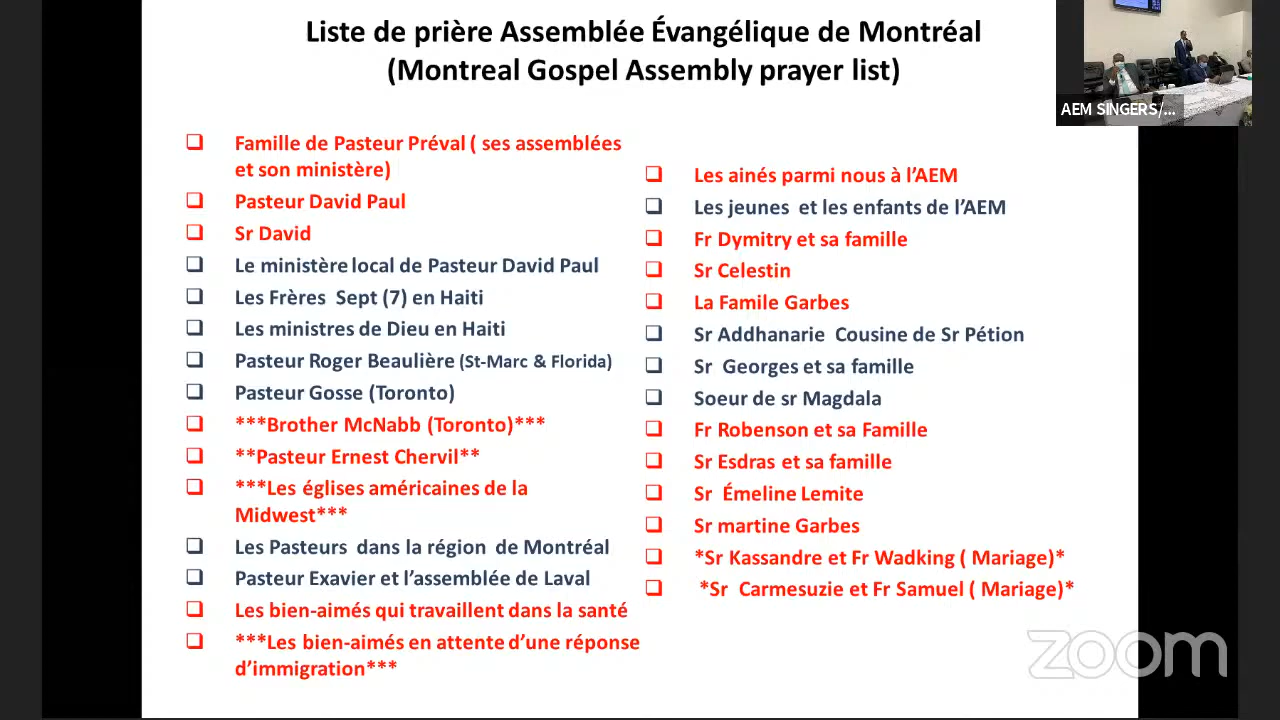 Liste de prière Assemblée Évangélique de Montréal
(Montreal Gospel Assembly prayer list)
AEM SINGERS/...
Famille de Pasteur Préval ( ses assemblées
et son ministère)
Pasteur David Paul
Sr David
Le ministère local de Pasteur David Paul
Les Frères Sept (7) en Haiti
Les ministres de Dieu en Haiti
Pasteur Roger Beaulière (St-Marc & Florida)
Pasteur Gosse (Toronto)
***Brother McNabb (Toronto)***
**Pasteur Ernest Chervil**
***Les églises américaines de la
Midwest***
Les Pasteurs dans la région de Montréal
Pasteur Exavier et l’assemblée de Laval
Les bien-aimés qui travaillent dans la santé
***Les bien-aimés en attente d’une réponse
d’immigration***
Les ainés parmi nous à l’AEM
Les jeunes et les enfants de l’AEM
Fr Dymitry et sa famille
Sr Celestin
La Famile Garbes
Sr Addhanarie Cousine de Sr Pétion
Sr Georges et sa famille
Soeur de sr Magdala
Fr Robenson et sa Famille
Sr Esdras et sa famille
Sr Émeline Lemite
Sr martine Garbes
*Sr Kassandre et Fr Wadking ( Mariage)*
*Sr Carmesuzie et Fr Samuel ( Mariage)*
zoom